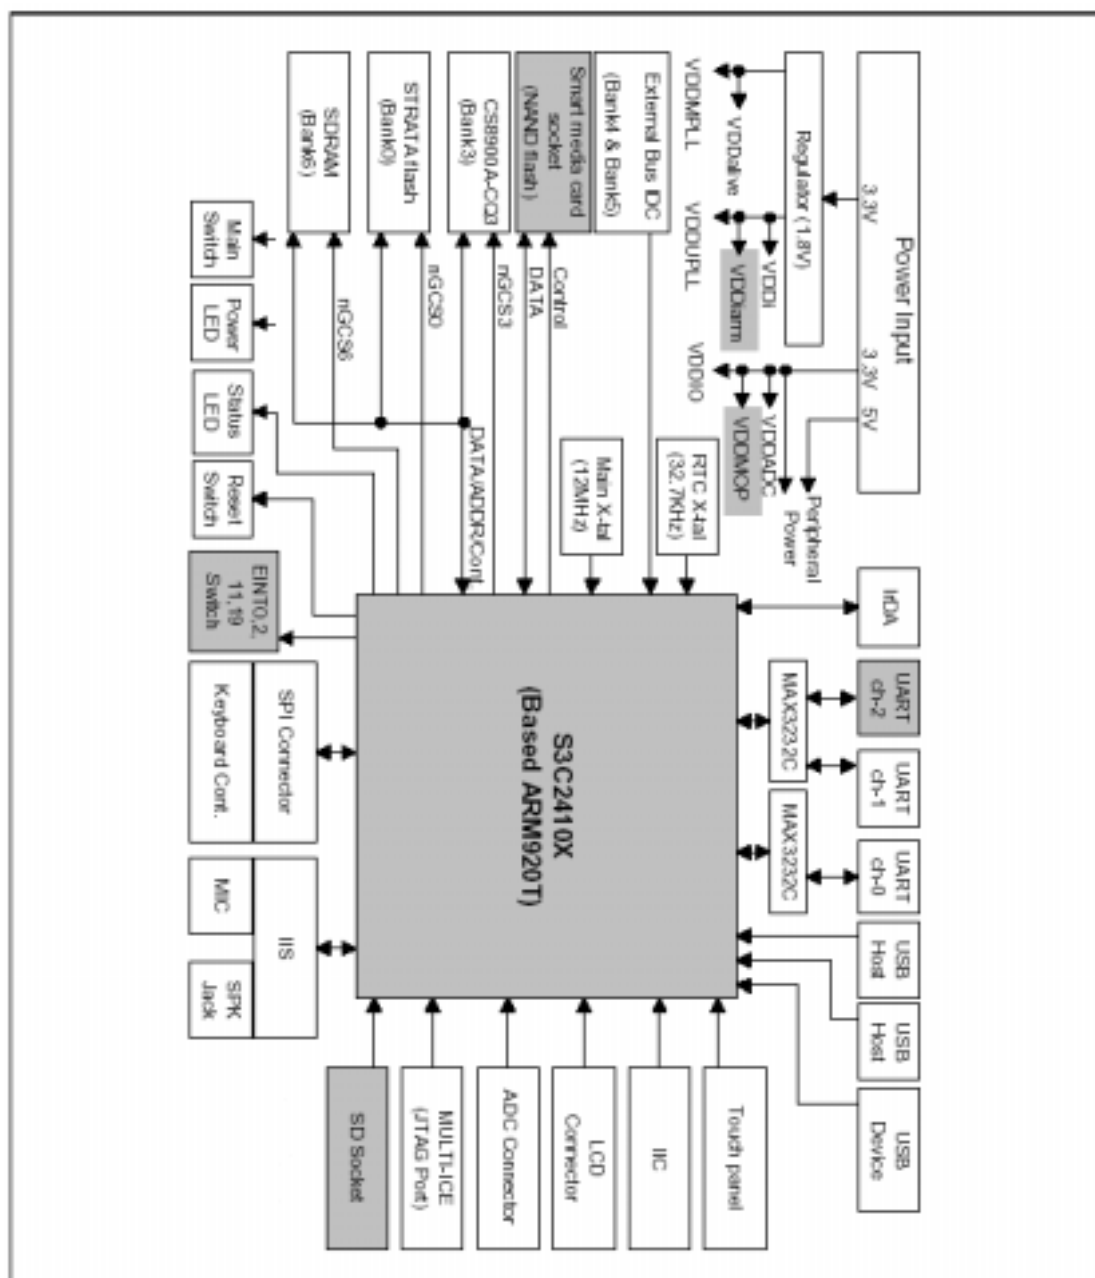 Power Input
3.3V
3.3V
5V
Regulator (1.8V)
VDDMPLL
VDDalive
VDDUPLL
VDDi
VDDiarm
VDDIO
VDDADC
VDDMOP
Peripheral
Power
External Bus IDC
(Bank4 & Bank5)
Smart media card
socket
(NAND flash)
CS8900A-CQ3
(Bank3)
STRATA flash
(Bank0)
SDRAM
(Bank6)
Control
DATA
nGCS3
nGCS0
nGCS6
DATA/ADDR/Cont.
RTC X-tal
(32.7KHz)
Main X-tal
(12MHz)
Main
Switch
Power
LED
Status
LED
Reset
Switch
EINT0,2,
11,19
Switch
SPI Connector
Keyboard Cont.
IIS
MIC
SPK
Jack
S3C2410X
(Based ARM920T)
IrDA
UART
ch-2
UART
ch-1
UART
ch-0
MAX3232C
MAX3232C
USB
Host
USB
Host
USB
Device
Touch panel
IIC
LCD
Connector
ADC Connector
MULTI-ICE
(JTAG Port)
SD Socket